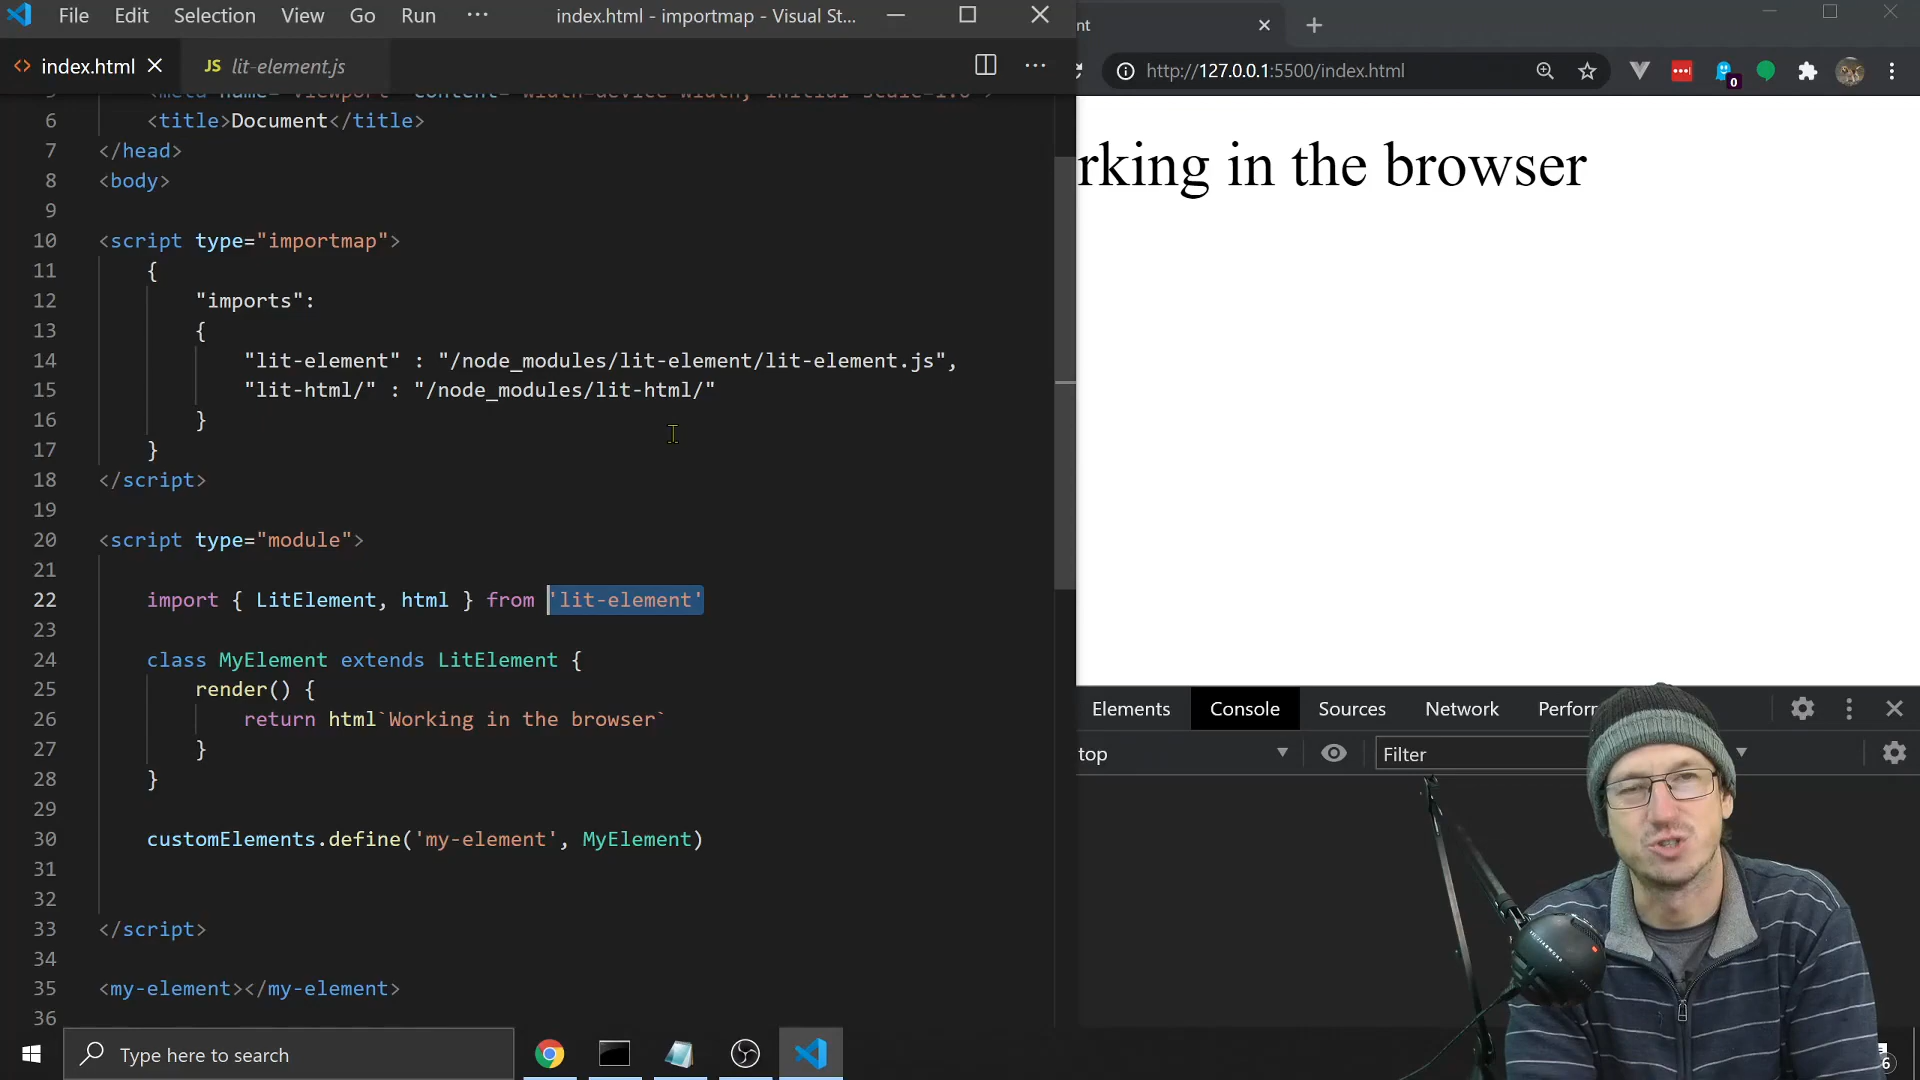 File Edit Selection View Go Run ··· index.html - importmap - Visual St...
index.html JS lit-element.js
6 <title>Document</title>
7 </head>
8 <body>
9
10 <script type="importmap">
11 {
12 "imports":
13 {
14 "lit-element" : "/node_modules/lit-element/lit-element.js",
15 "lit-html/" : "/node_modules/lit-html/"
16 }
17 }
18 </script>
19
20 <script type="module">
21
22 import { LitElement, html } from 'lit-element'
23
24 class MyElement extends LitElement {
25 render() {
26 return html`Working in the browser`
27 }
28 }
29
30 customElements.define('my-element', MyElement)
31
32
33 </script>
34
35 <my-element></my-element>
36
nt
http://127.0.0.1:5500/index.html
0
rking in the browser
Elements Console Sources Network Perforr
top Filter
Type here to search
6